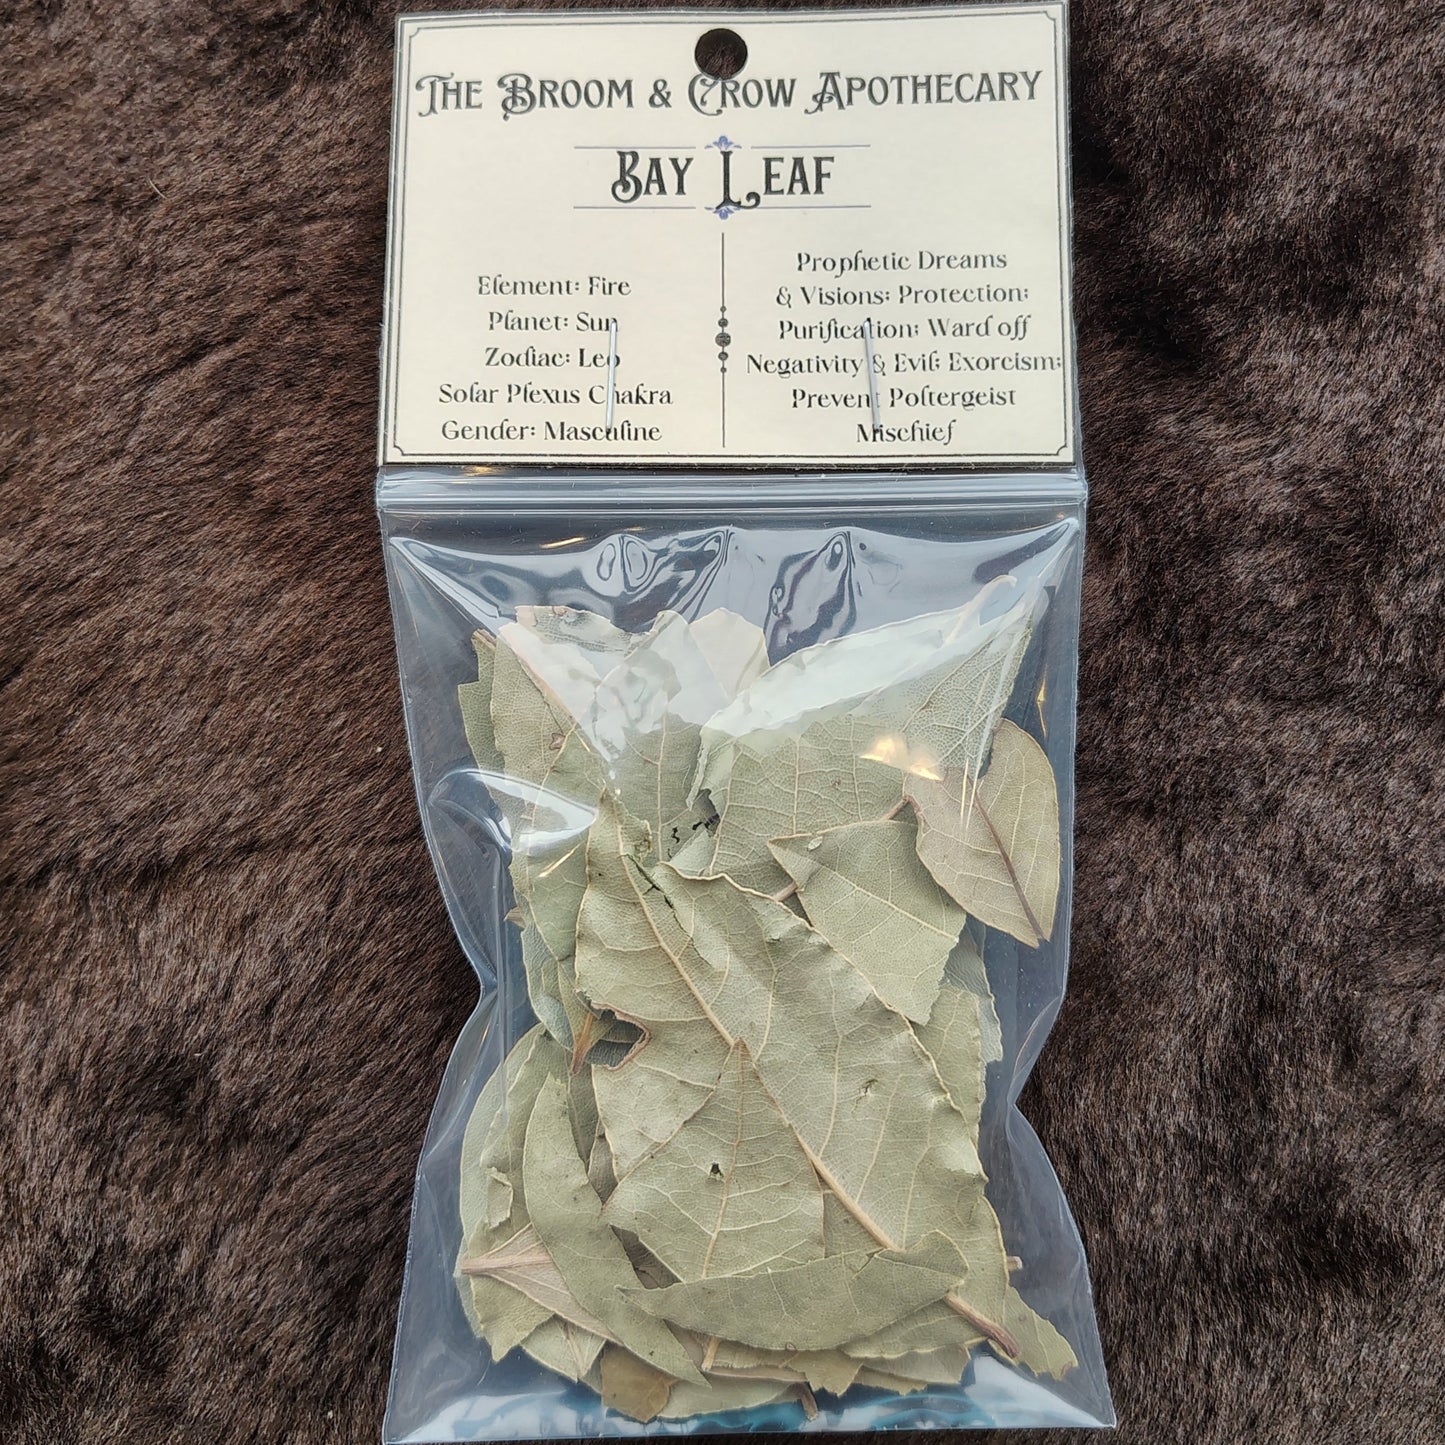 The Broom & Crow Apothecary
Bay Leaf
Element: Fire
Planet: Sun
Zodiac: Leo
Solar Plexus Chakra
Gender: Masculine
Prophetic Dreams
& Visions; Protection;
Purification; Ward off
Negativity & Evil; Exorcism;
Prevent Poltergeist
Mischief